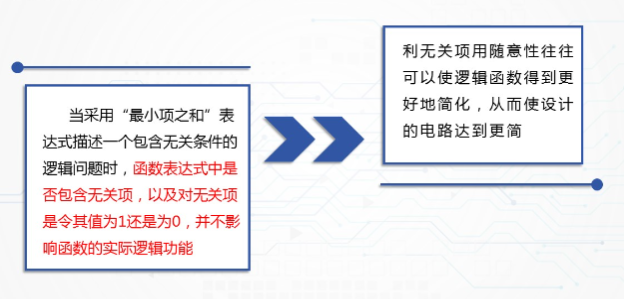 当采用“最小项之和”表
达式描述一个包含无关条件的
逻辑问题时，函数表达式中是
否包含无关项，以及对无关项
是令其值为1还是为0，并不影
响函数的实际逻辑功能
利无关项用随意性往往
可以使逻辑函数得到更
好地简化，从而使设计
的电路达到更简